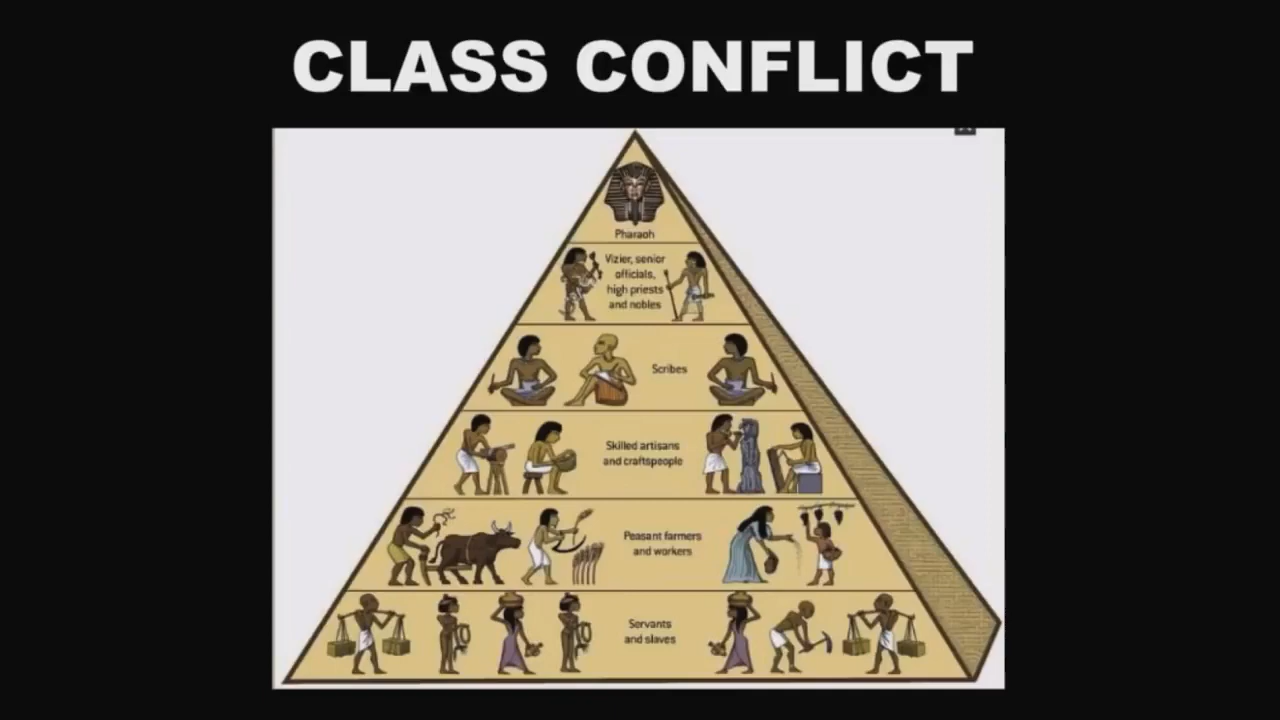 CLASS CONFLICT
Pharaoh
Vizier, senior
officials,
high priests
and nobles
Scribes
Skilled artisans
and craftspeople
Peasant farmers
and workers
Servants
and slaves